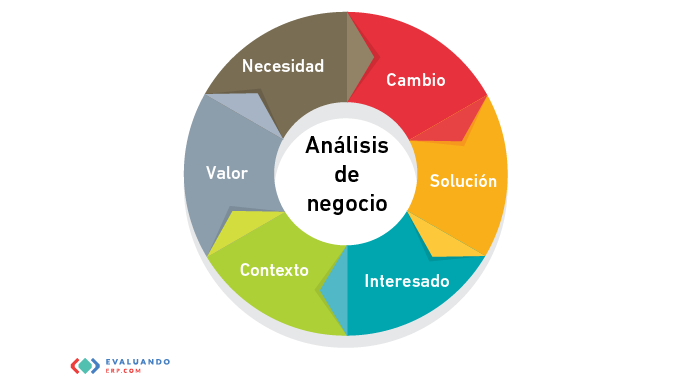 Necesidad
Cambio
Análisis
de
negocio
Valor
Solución
Contexto
Interesado
EVALUANDO
ERP.COM